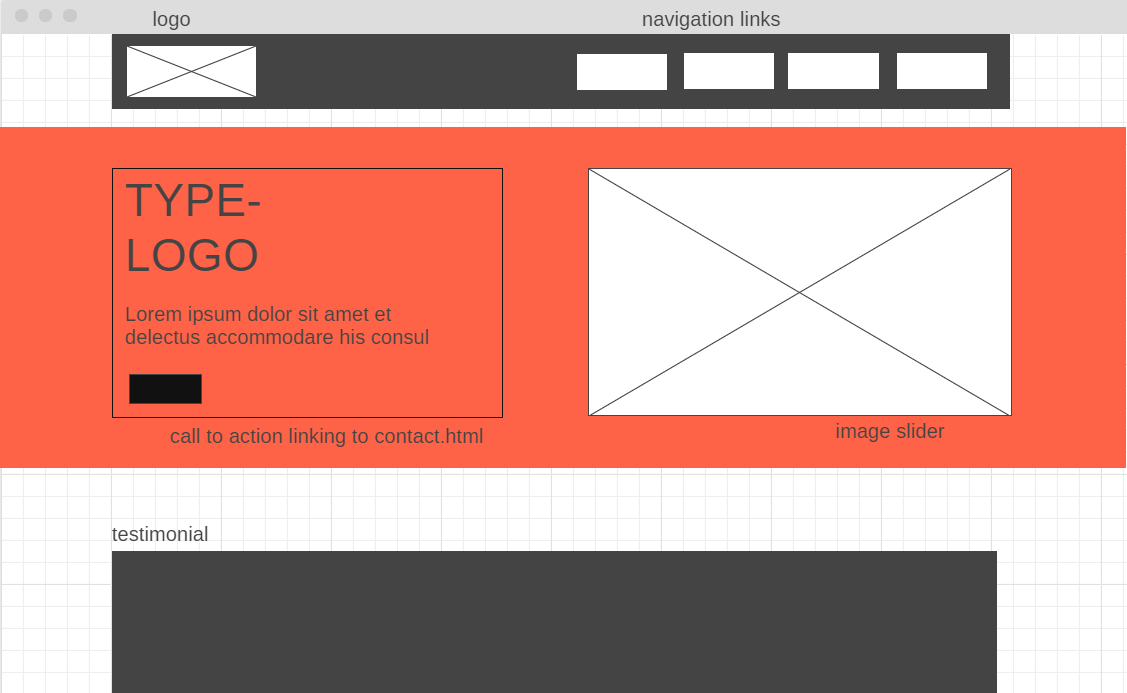 logo
navigation links
TYPE-
LOGO
Lorem ipsum dolor sit amet et
delectus accommodare his consul
call to action linking to contact.html
image slider
testimonial